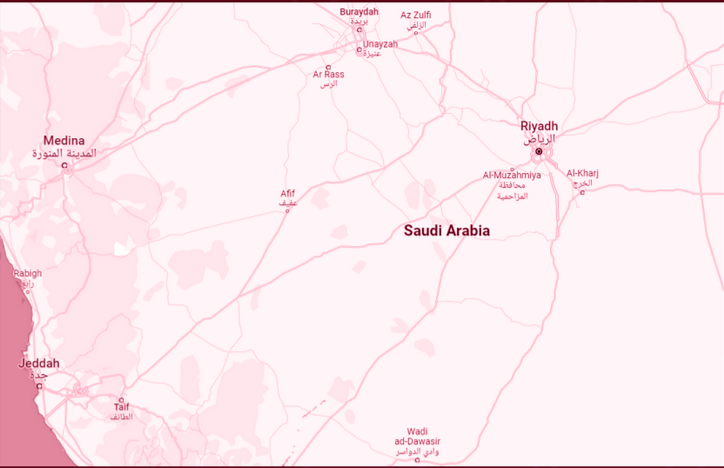 Buraydah
بريدة
Az Zulfi
الزلفي
Unayzah
عنيزة
Ar Rass
الرس
Riyadh
الرياض
Medina
المدينة المنورة
Al-Muzahmiya
محافظة
المزاحمية
Al-Kharj
الخرج
Afif
عفيف
Saudi Arabia
Rabigh
رابغ
Jeddah
جدة
Taif
الطائف
Wadi
ad-Dawasir
وادي الدواسر